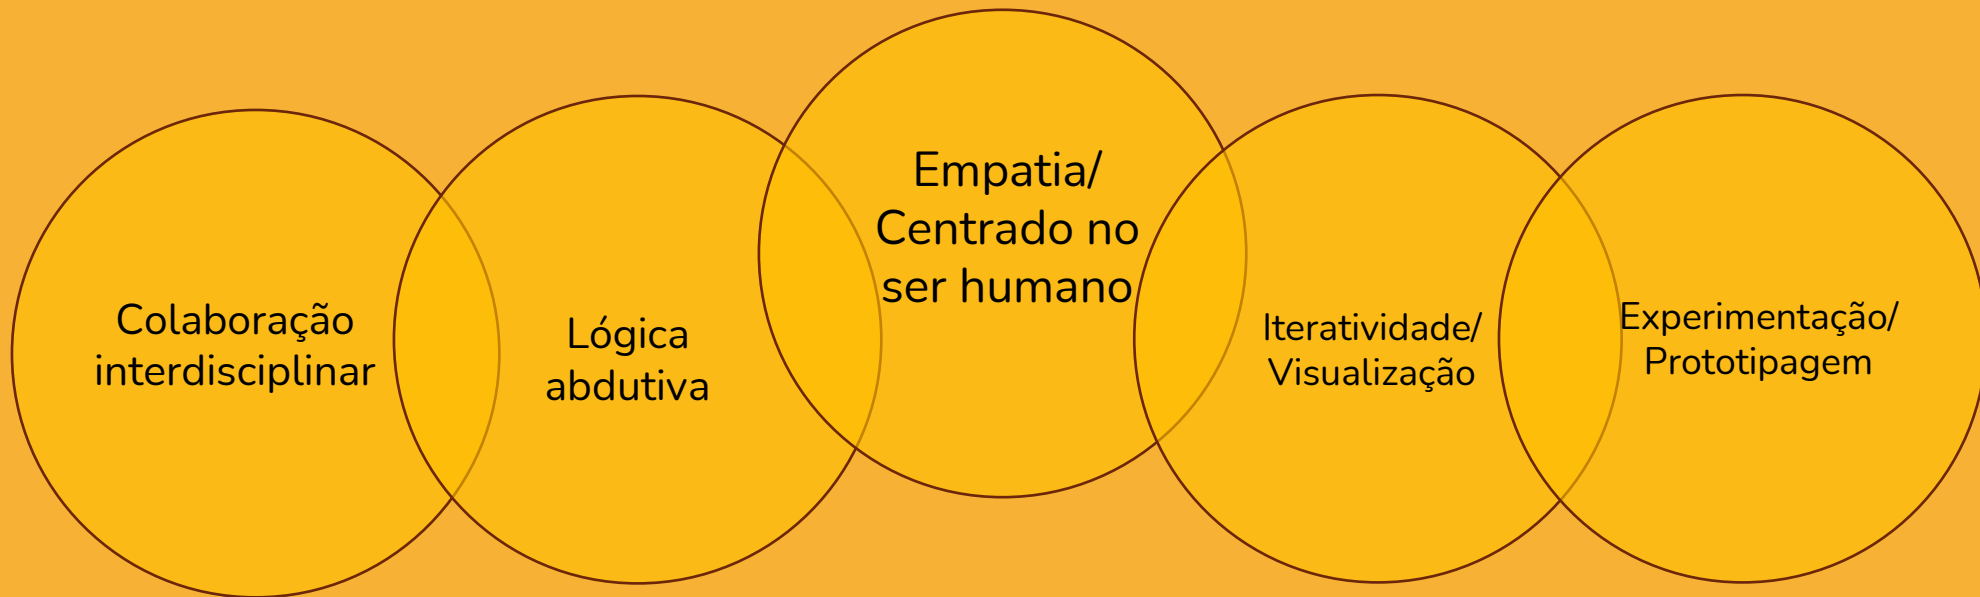 Colaboração
interdisciplinar
Lógica
abdutiva
Empatia/
Centrado no
ser humano
Iteratividade/
Visualização
Experimentação/
Prototipagem